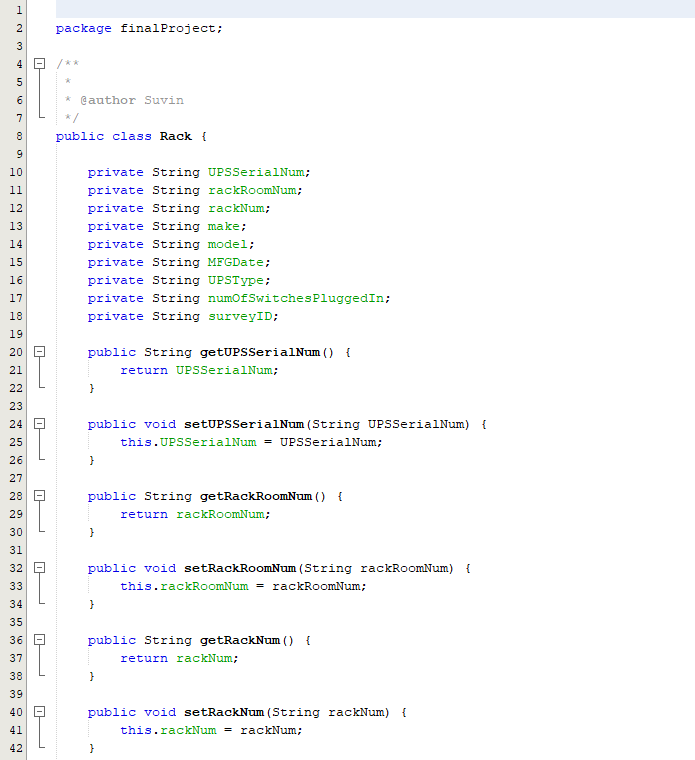 1
2 package finalProject;
3
4 /**
5  *
6  * @author Suvin
7  */
8 public class Rack {
9
10     private String UPSSerialNum;
11     private String rackRoomNum;
12     private String rackNum;
13     private String make;
14     private String model;
15     private String MFGDate;
16     private String UPSType;
17     private String numOfSwitchesPluggedIn;
18     private String surveyID;
19
20     public String getUPSSerialNum() {
21         return UPSSerialNum;
22     }
23
24     public void setUPSSerialNum(String UPSSerialNum) {
25         this.UPSSerialNum = UPSSerialNum;
26     }
27
28     public String getRackRoomNum() {
29         return rackRoomNum;
30     }
31
32     public void setRackRoomNum(String rackRoomNum) {
33         this.rackRoomNum = rackRoomNum;
34     }
35
36     public String getRackNum() {
37         return rackNum;
38     }
39
40     public void setRackNum(String rackNum) {
41         this.rackNum = rackNum;
42     }